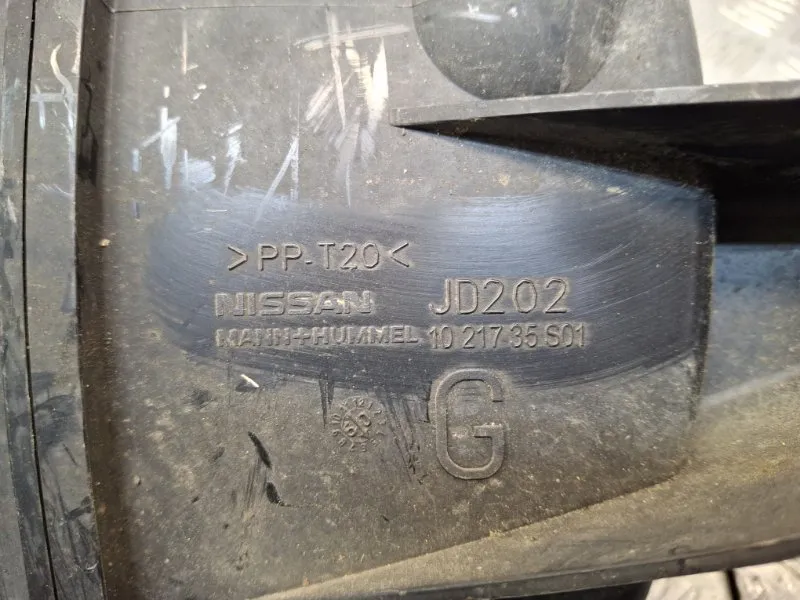 >PP-T20<
NISSAN JD202
MANN+HUMMEL 10 217 35 S01
G